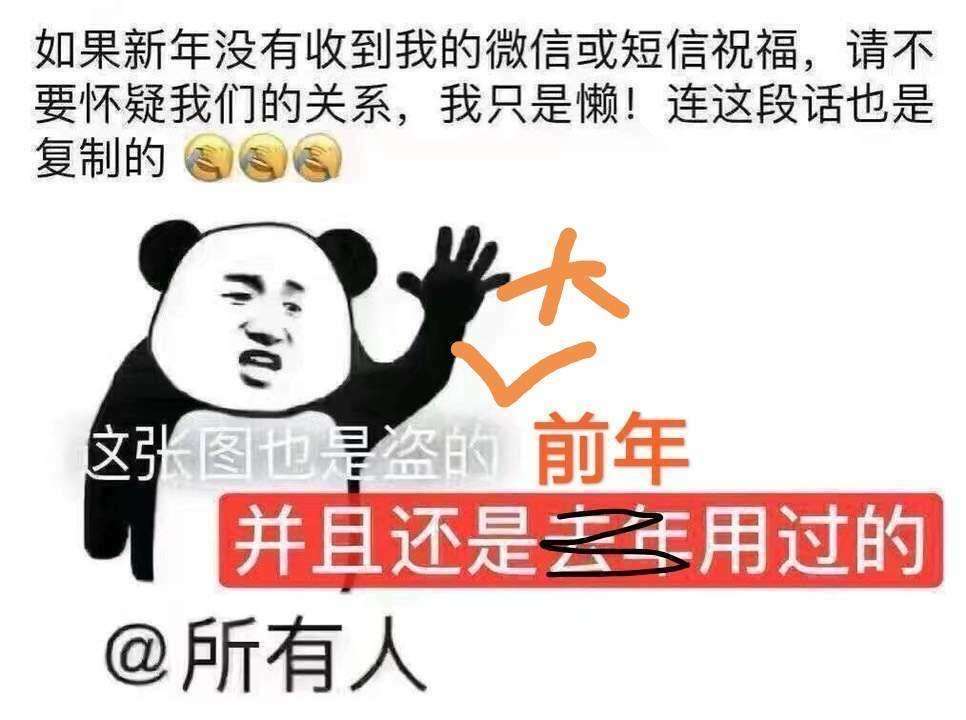 如果新年没有收到我的微信或短信祝福，请不
要怀疑我们的关系，我只是懒！连这段话也是
复制的 🤦🤦🤦
大
这张图也是盗的
前年
并且还是去年用过的
@所有人